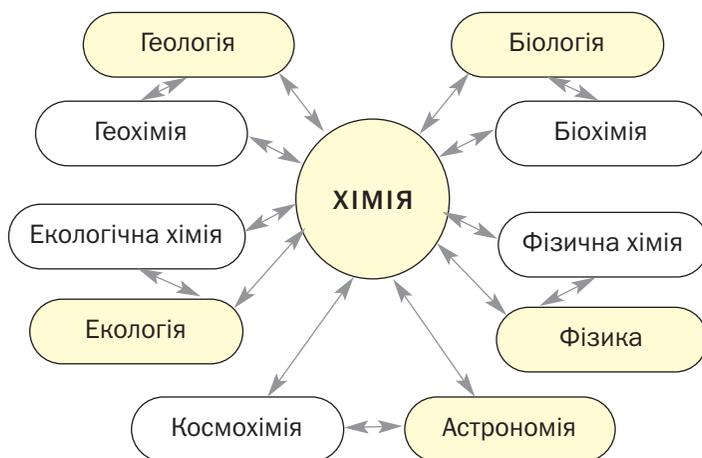 Геологія
Біологія
Геохімія
Біохімія
ХІМІЯ
Екологічна хімія
Фізична хімія
Екологія
Фізика
Космохімія
Астрономія